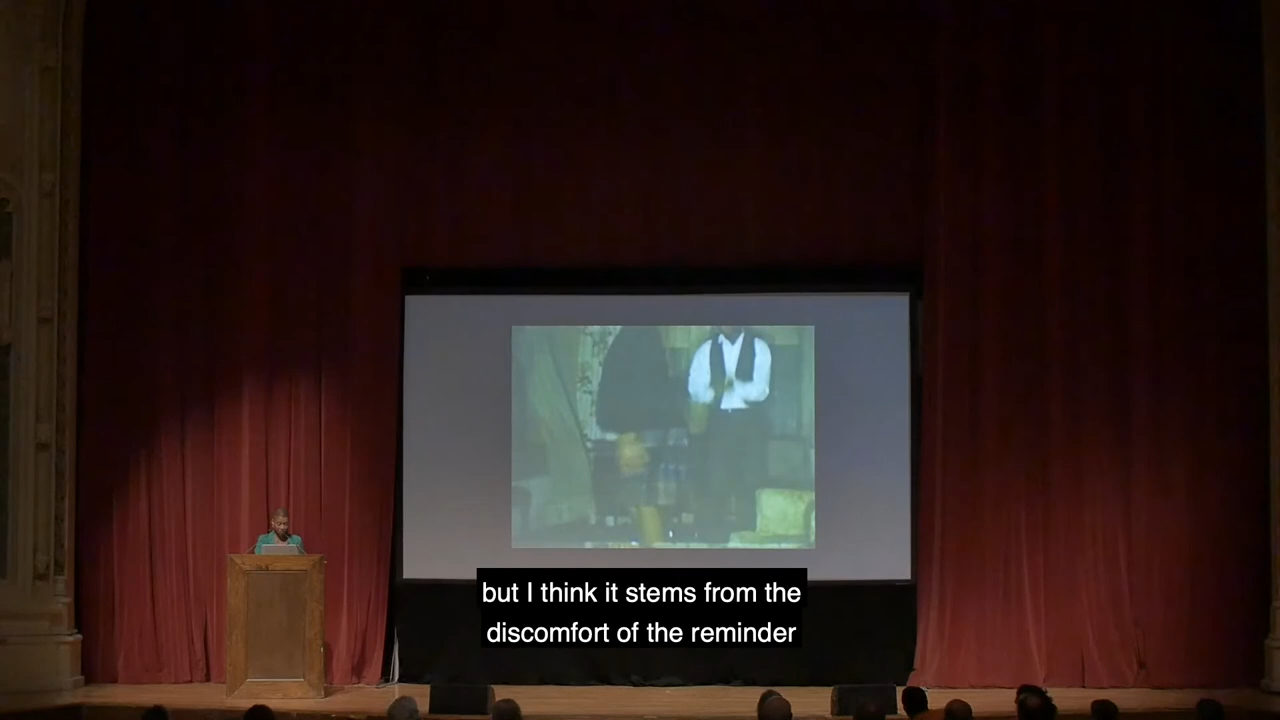 but I think it stems from the
discomfort of the reminder